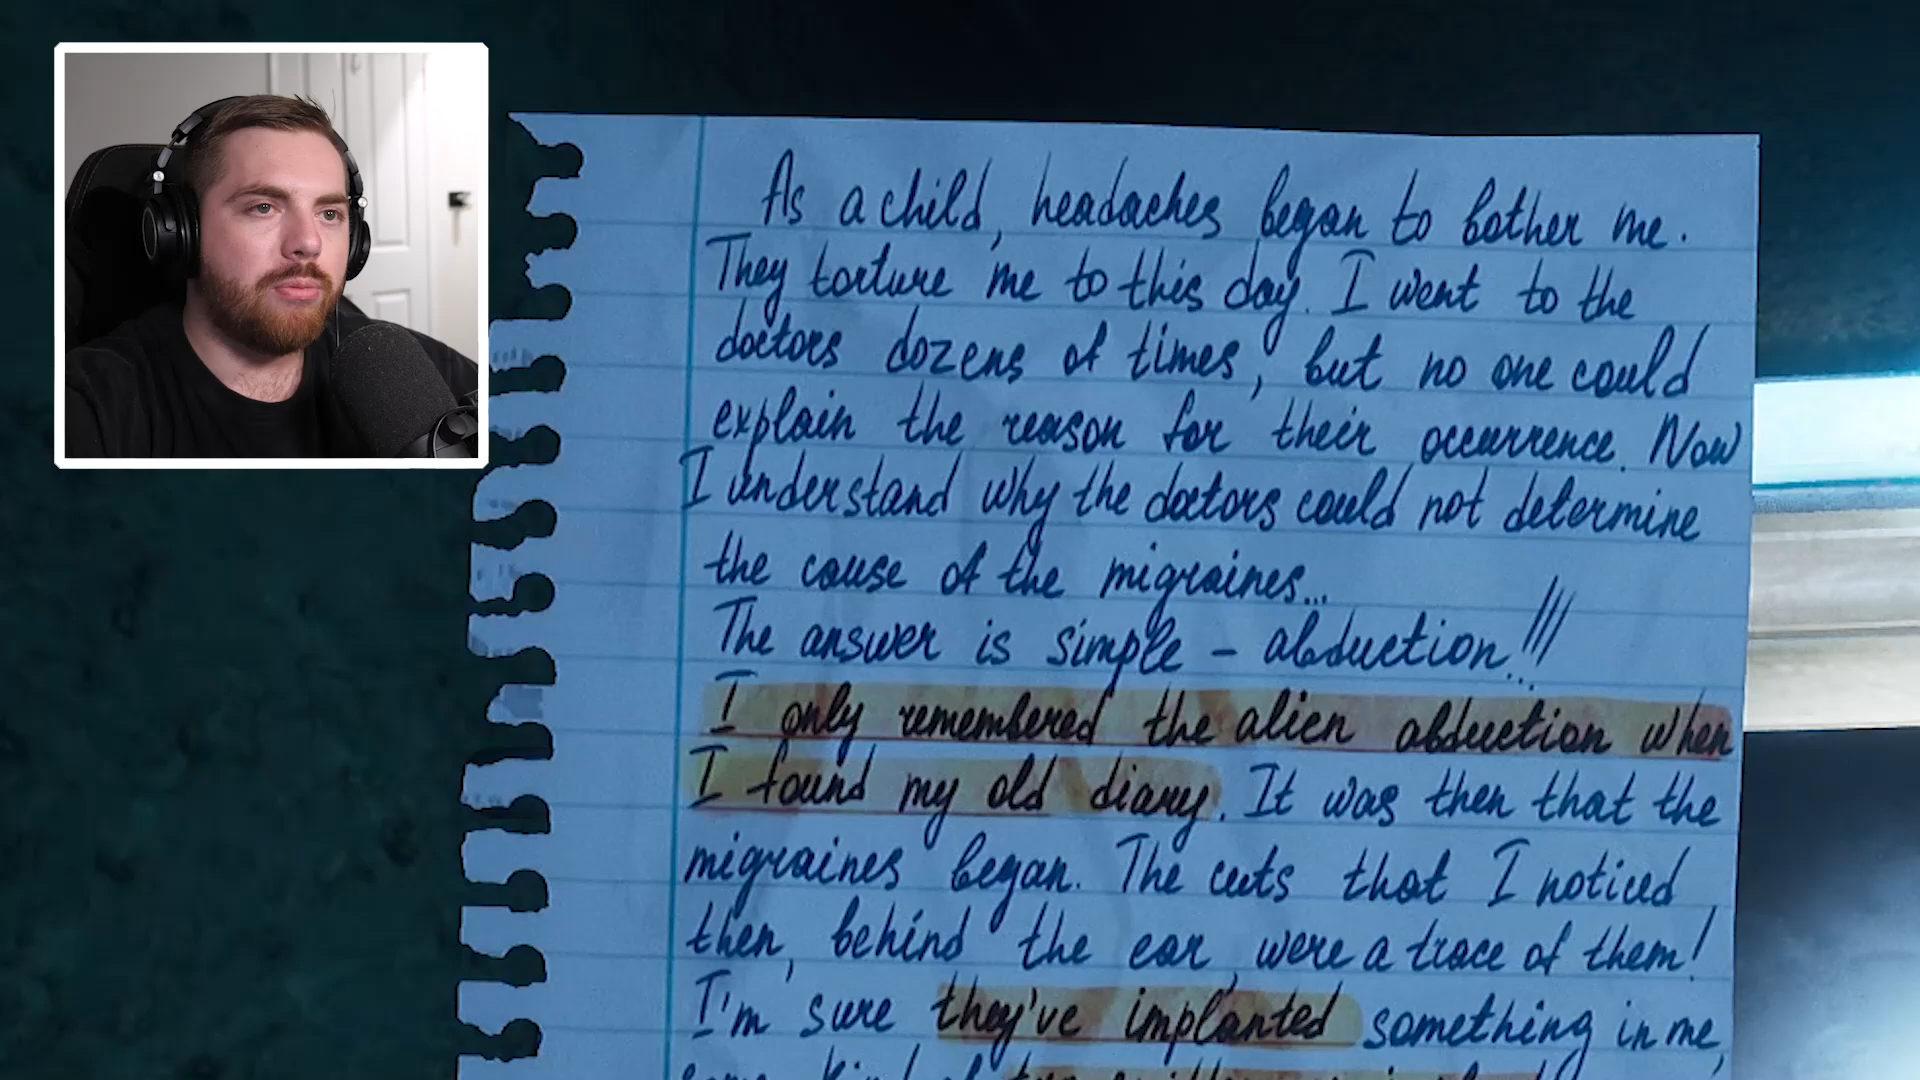 As a child, headaches began to bother me.
They torture me to this day. I went to the
doctors dozens of times, but no one could
explain the reason for their occurrence. Now
I understand why the doctors could not determine
the cause of the migraines...
The answer is simple - abduction!!!
I only remembered the alien abduction when
I found my old diary. It was then that the
migraines began. The cuts that I noticed
then, behind the ear, were a trace of them!
I'm sure they've implanted something in me,
some kind of